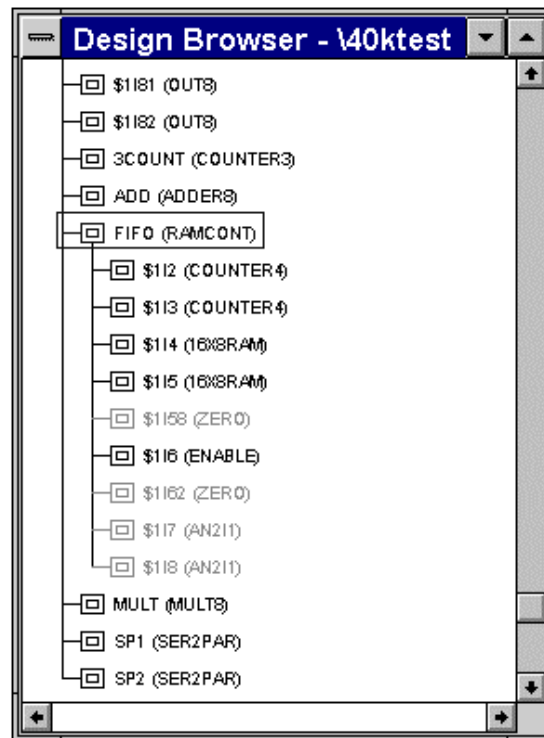 Design Browser - \40ktest
$1I81 (OUT8)
$1I82 (OUT8)
3COUNT (COUNTER3)
ADD (ADDER8)
FIFO (RAMCONT)
$1I2 (COUNTER4)
$1I3 (COUNTER4)
$1I4 (16X8RAM)
$1I5 (16X8RAM)
$1I58 (ZERO)
$1I6 (ENABLE)
$1I62 (ZERO)
$1I7 (AN2I1)
$1I8 (AN2I1)
MULT (MULT8)
SP1 (SER2PAR)
SP2 (SER2PAR)